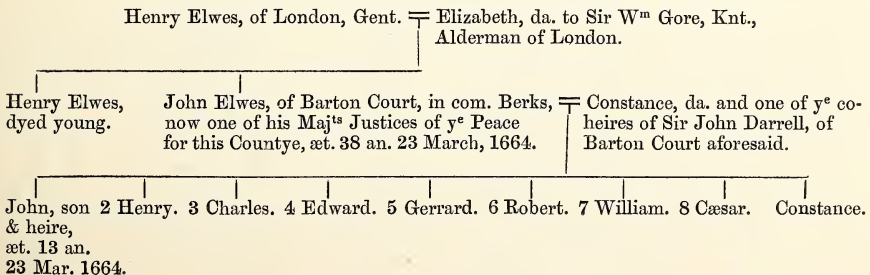 Henry Elwes, of London, Gent. = Elizabeth, da. to Sir Wᵐ Gore, Knt.,
Alderman of London.
Henry Elwes,
dyed young.
John Elwes, of Barton Court, in com. Berks, =
now one of his Majᵗˢ Justices of yᵉ Peace
for this Countye, æt. 38 an. 23 March, 1664.
Constance, da. and one of yᵉ co-
heires of Sir John Darrell, of
Barton Court aforesaid.
John, son 2 Henry. 3 Charles. 4 Edward. 5 Gerrard. 6 Robert. 7 William. 8 Cæsar. Constance.
& heire,
æt. 13 an.
23 Mar. 1664.